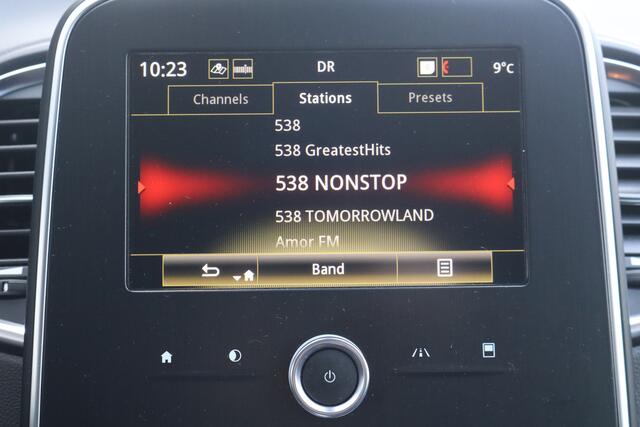 10:23 DR 9°C
Channels Stations Presets
538
538 GreatestHits
538 NONSTOP
538 TOMORROWLAND
Amor FM
Band